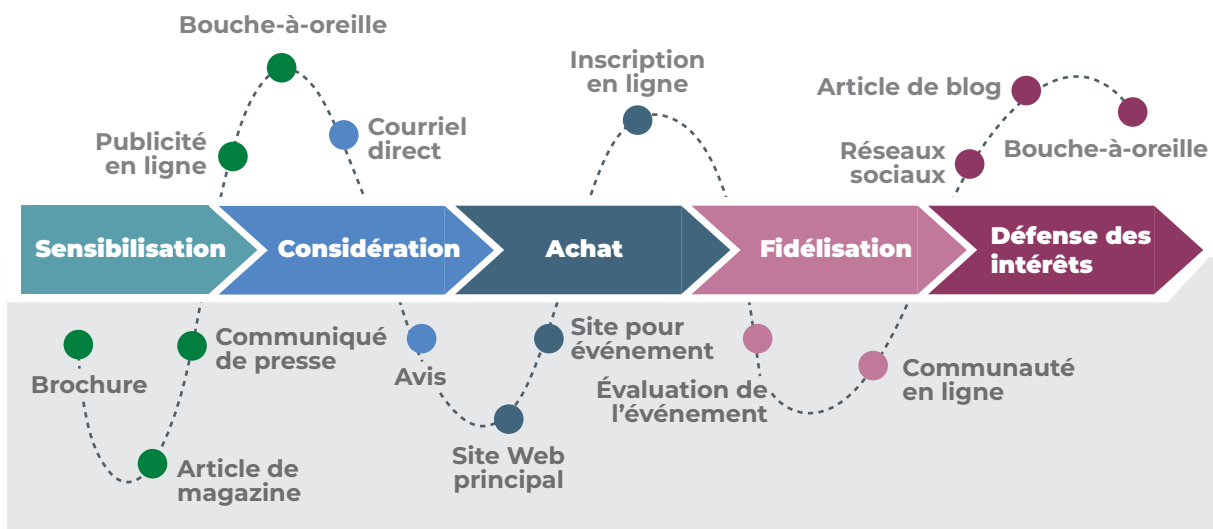 Bouche-à-oreille
Publicité
en ligne
Courriel
direct
Inscription
en ligne
Article de blog
Réseaux
sociaux
Bouche-à-oreille
Sensibilisation
Considération
Achat
Fidélisation
Défense des
intérêts
Brochure
Communiqué
de presse
Article de
magazine
Avis
Site pour
événement
Site Web
principal
Évaluation de
l'événement
Communauté
en ligne